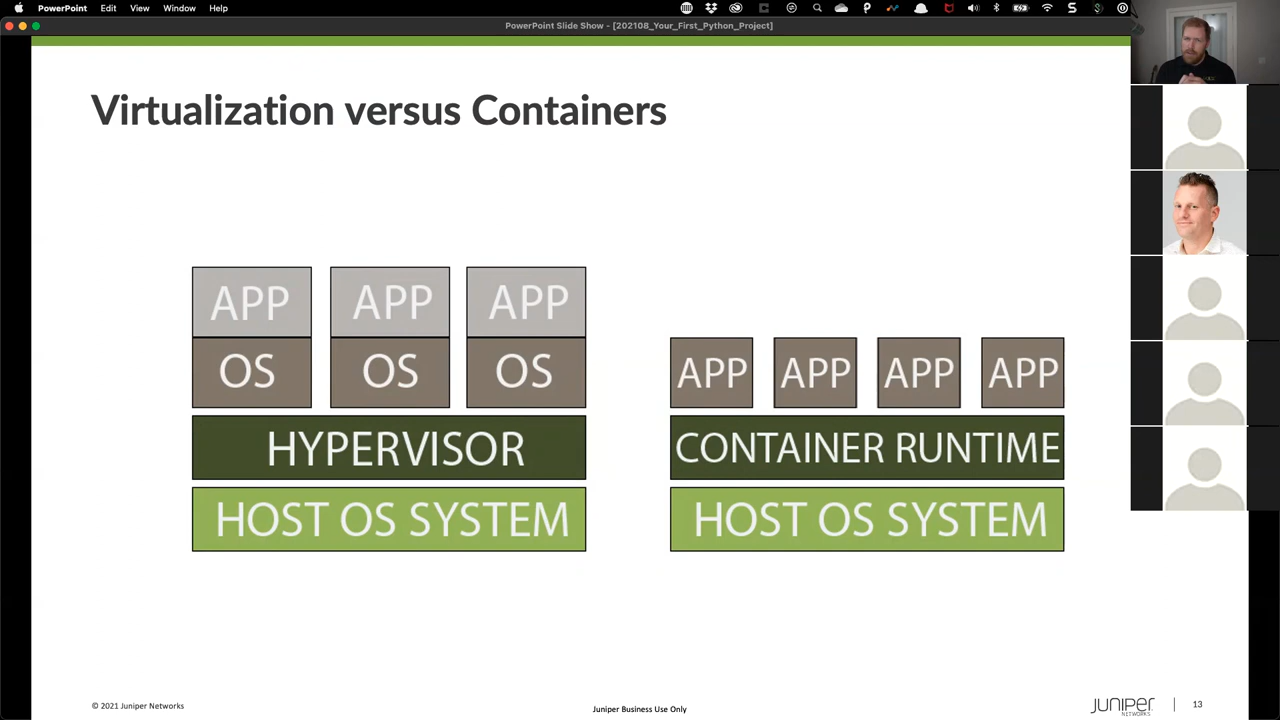 PowerPoint Edit View Window Help
PowerPoint Slide Show - [202108_Your_First_Python_Project]
Virtualization versus Containers
APP APP APP
OS OS OS
HYPERVISOR
HOST OS SYSTEM
APP APP APP APP
CONTAINER RUNTIME
HOST OS SYSTEM
© 2021 Juniper Networks
Juniper Business Use Only
JUNIPER
NETWORKS
13